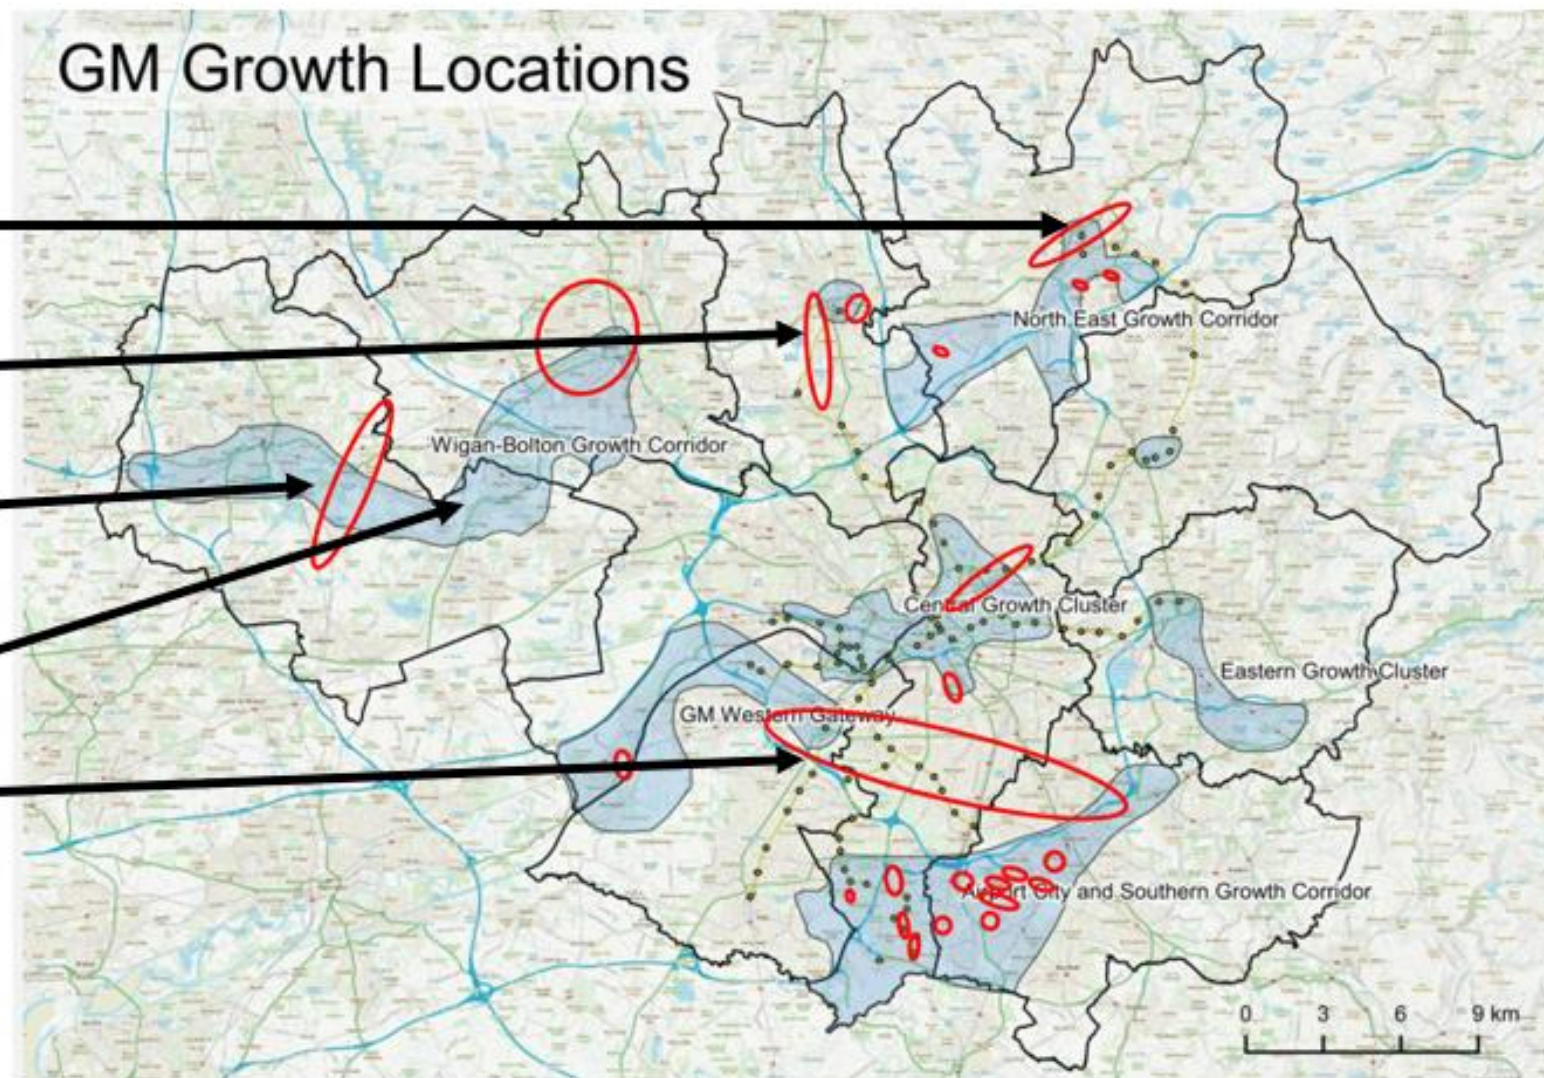 GM Growth Locations
North East Growth Corridor
Wigan-Bolton Growth Corridor
Central Growth Cluster
Eastern Growth Cluster
GM Western Gateway
Airport City and Southern Growth Corridor
0 3 6 9 km